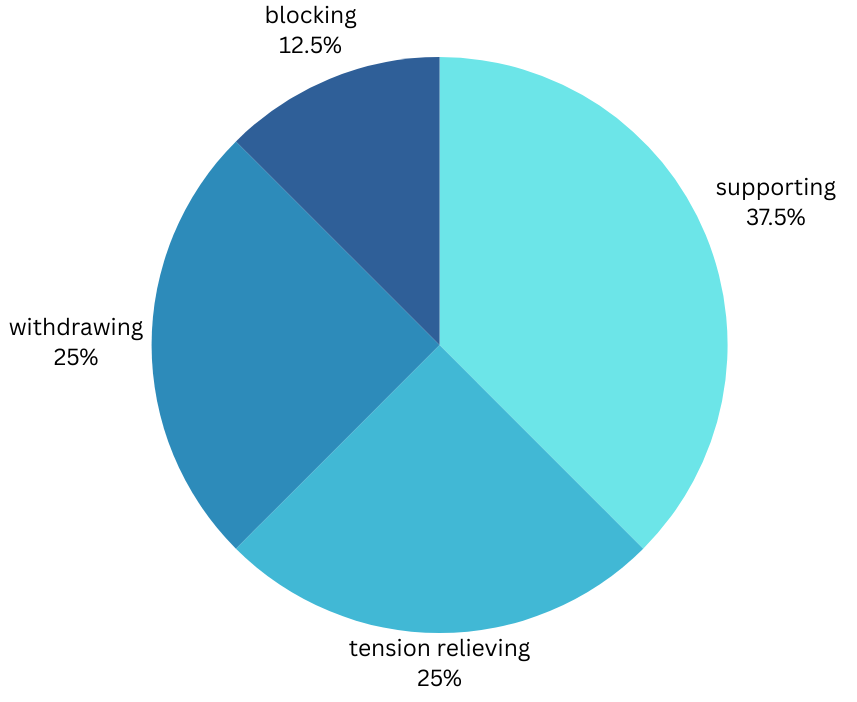 blocking
12.5%
supporting
37.5%
withdrawing
25%
tension relieving
25%